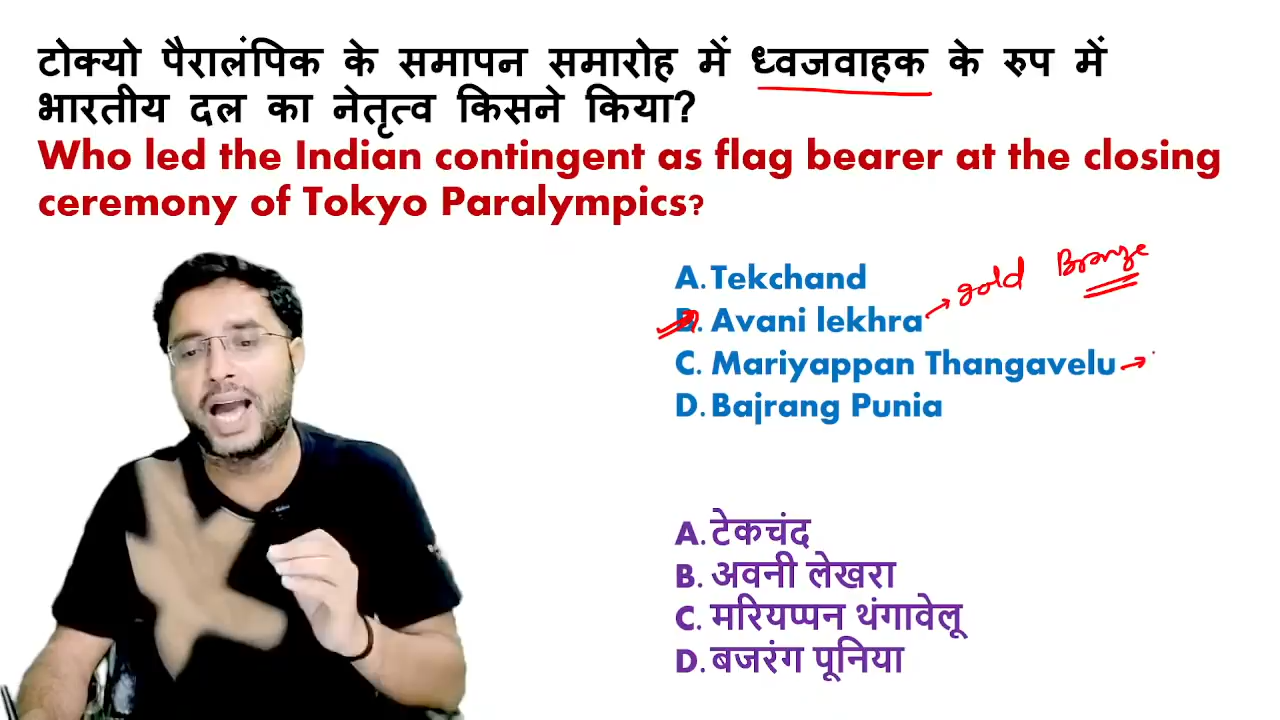 टोक्यो पैरालंपिक के समापन समारोह में ध्वजवाहक के रुप में
भारतीय दल का नेतृत्व किसने किया?
Who led the Indian contingent as flag bearer at the closing
ceremony of Tokyo Paralympics?
A. Tekchand
B. Avani lekhra → gold Bronze
C. Mariyappan Thangavelu →
D. Bajrang Punia
A. टेकचंद
B. अवनी लेखरा
C. मरियप्पन थंगावेलू
D. बजरंग पूनिया